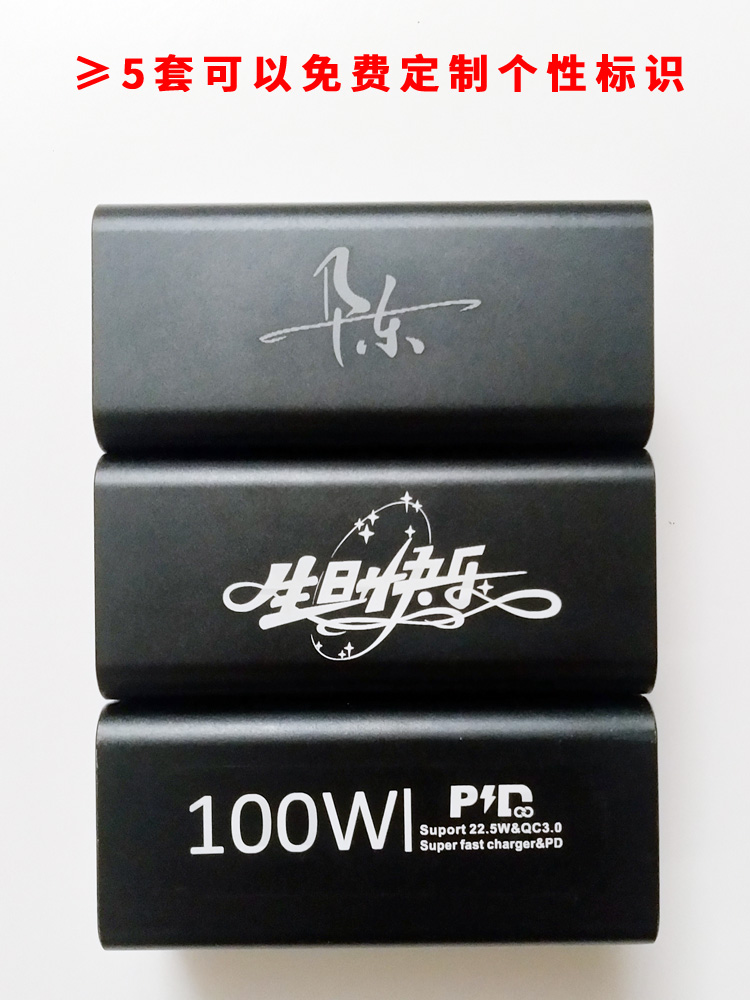 ≥5套可以免费定制个性标识
生日快乐
100W
PD
Suport 22.5W&QC3.0
Super fast charger&PD